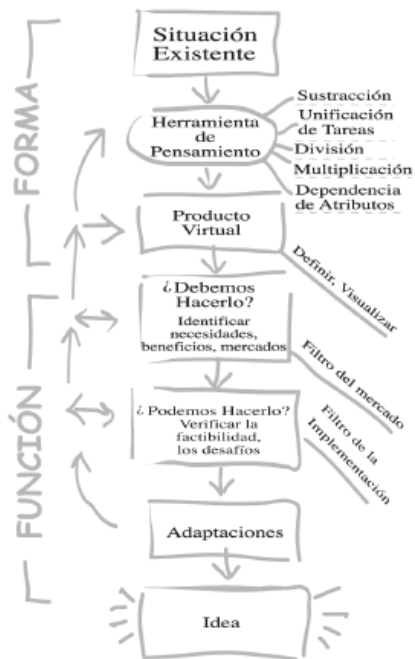 Situación
Existente
FORMA
Herramienta
de
Pensamiento
Sustracción
Unificación
de Tareas
División
Multiplicación
Dependencia
de Atributos
Producto
Virtual
Definir, Visualizar
¿Debemos
Hacerlo?
Identificar
necesidades,
beneficios, mercados
Filtro del mercado
FUNCIÓN
¿Podemos Hacerlo?
Verificar la
factibilidad,
los desafíos
Filtro de la
Implementación
Adaptaciones
Idea